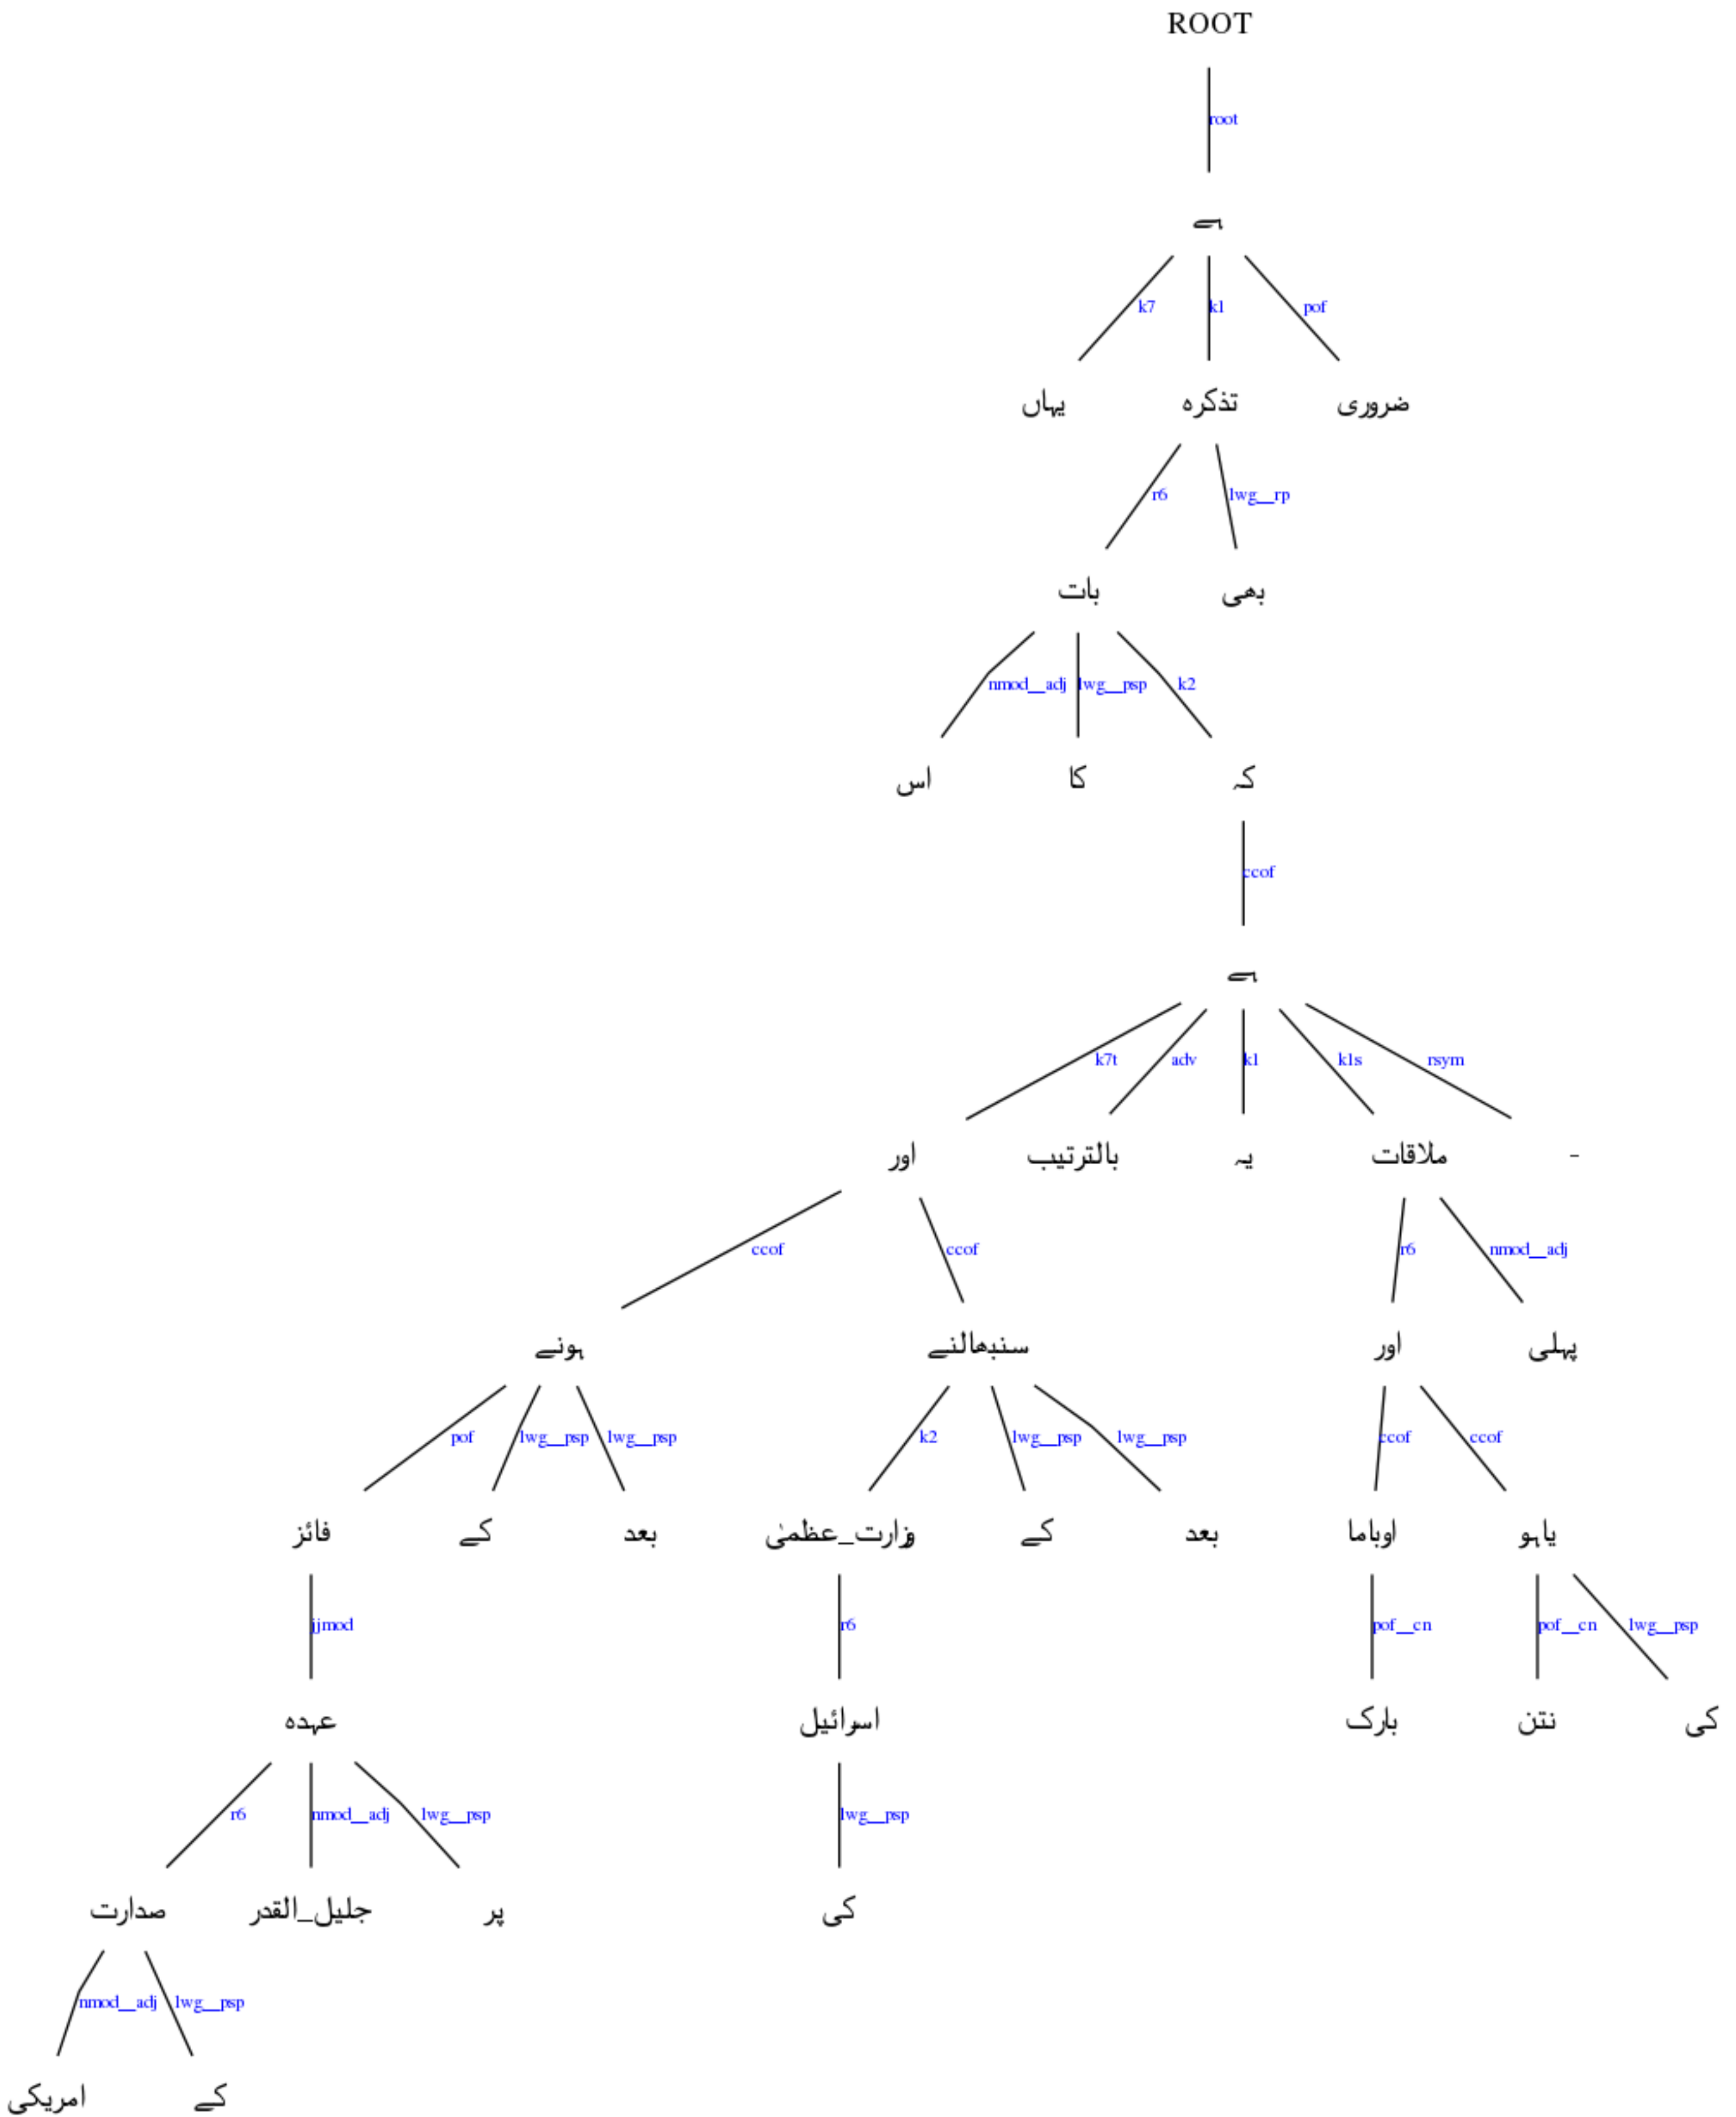 ROOT
root
ہے
k7 k1 pof
یہاں تذکرہ ضروری
r6 lwg__rp
بات بھی
nmod__adj lwg__psp k2
اس کا کہ
ccof
ہے
k7t adv k1 k1s rsym
اور بالترتیب یہ ملاقات -
ccof ccof r6 nmod__adj
ہونے سنبھالنے اور پہلی
pof lwg__psp lwg__psp k2 lwg__psp lwg__psp ccof ccof
فائز کے بعد وزارت_عظمیٰ کے بعد اوباما یاہو
jjmod r6 pof__cn pof__cn lwg__psp
عہدہ اسرائیل بارک نتن کی
r6 nmod__adj lwg__psp lwg__psp
صدارت جلیل_القدر پر کی
nmod__adj lwg__psp
امریکی کے